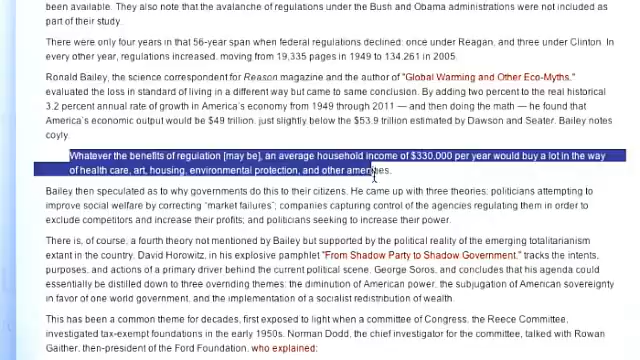 been available. They also note that the avalanche of regulations under the Bush and Obama administrations were not included as
part of their study.
There were only four years in that 56-year span when federal regulations declined: once under Reagan, and three under Clinton. In
every other year, regulations increased, moving from 19,335 pages in 1949 to 134,261 in 2005.
Ronald Bailey, the science correspondent for Reason magazine and the author of "Global Warming and Other Eco-Myths,"
evaluated the loss in standard of living in a different way but came to same conclusion. By adding two percent to the real historical
3.2 percent annual rate of growth in America's economy from 1949 through 2011 — and then doing the math — he found that
America's economic output would be $49 trillion, just slightly below the $53.9 trillion estimated by Dawson and Seater. Bailey notes
coyly
Whatever the benefits of regulation [may be], an average household income of $330,000 per year would buy a lot in the way
of health care, art, housing, environmental protection, and other amenities.
Bailey then speculated as to why governments do this to their citizens. He came up with three theories: politicians attempting to
improve social welfare by correcting "market failures"; companies capturing control of the agencies regulating them in order to
exclude competitors and increase their profits; and politicians seeking to increase their power.
There is, of course, a fourth theory not mentioned by Bailey but supported by the political reality of the emerging totalitarianism
extant in the country. David Horowitz, in his explosive pamphlet "From Shadow Party to Shadow Government," tracks the intents,
purposes, and actions of a primary driver behind the current political scene, George Soros, and concludes that his agenda could
essentially be distilled down to three overriding themes: the diminution of American power, the subjugation of American sovereignty
in favor of one world government, and the implementation of a socialist redistribution of wealth.
This has been a common theme for decades, first exposed to light when a committee of Congress, the Reece Committee,
investigated tax-exempt foundations in the early 1950s. Norman Dodd, the chief investigator for the committee, talked with Rowan
Gaither, then-president of the Ford Foundation, who explained: